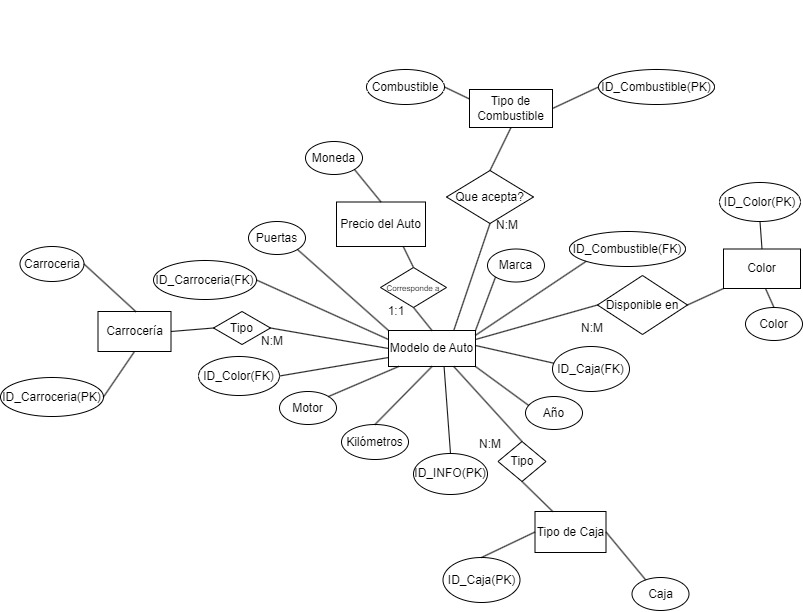 Combustible
Tipo de
Combustible
ID_Combustible(PK)
Moneda
Que acepta?
ID_Color(PK)
Precio del Auto
N:M
Puertas
ID_Combustible(FK)
Carroceria
Marca
Color
ID_Carroceria(FK)
Corresponde a
Disponible en
1:1
Carrocería
Tipo
N:M
N:M
Color
Modelo de Auto
ID_Color(FK)
ID_Caja(FK)
ID_Carroceria(PK)
Motor
Año
Kilómetros
N:M
Tipo
ID_INFO(PK)
Tipo de Caja
ID_Caja(PK)
Caja